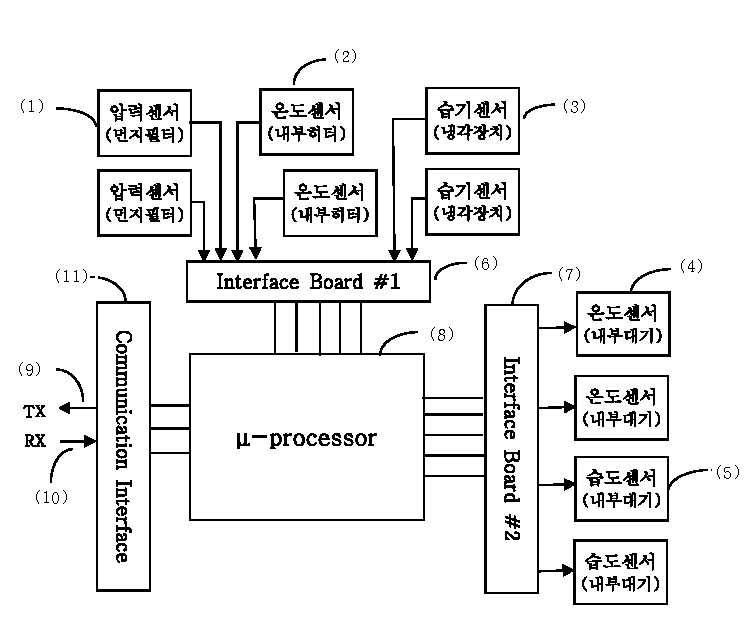 (2)
(1)
압력센서
(먼지필터)
온도센서
(내부히터)
습기센서
(냉각장치)
(3)
압력센서
(먼지필터)
온도센서
(내부히터)
습기센서
(냉각장치)
Interface Board #1
(6)
(11)
(7)
(4)
Communication Interface
(8)
μ-processor
Interface Board #2
온도센서
(내부대기)
(9)
TX
RX
(10)
온도센서
(내부대기)
습도센서
(내부대기)
(5)
습도센서
(내부대기)